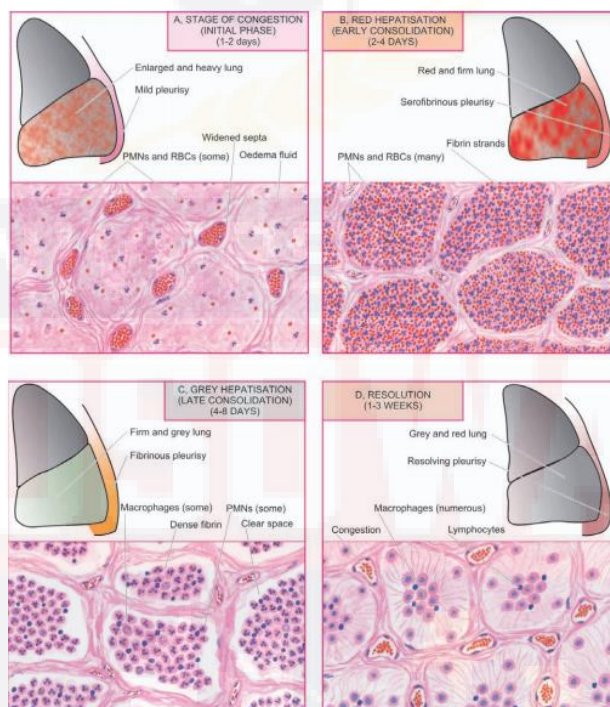 A, STAGE OF CONGESTION
(INITIAL PHASE)
(1-2 days)
Enlarged and heavy lung
Mild pleurisy
Widened septa
PMNs and RBCs (some)
Oedema fluid
B, RED HEPATISATION
(EARLY CONSOLIDATION)
2-4 DAYS)
Red and firm lung
Serofibrinous pleurisy
Fibrin strands
PMNs and RBCs (many)
C, GREY HEPATISATION
(LATE CONSOLIDATION)
(4-8 DAYS)
Firm and grey lung
Fibrinous pleurisy
Macrophages (some)
PMNs (some)
Dense fibrin
Clear space
D, RESOLUTION
(1-3 WEEKS)
Grey and red lung
Resolving pleurisy
Macrophages (numerous)
Congestion
Lymphocytes